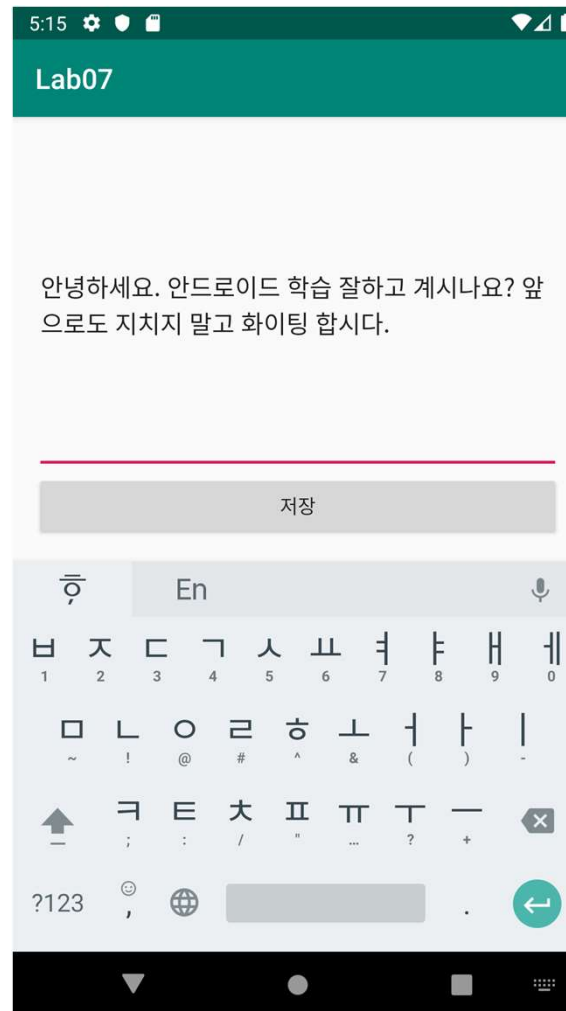 5:15
Lab07
안녕하세요. 안드로이드 학습 잘하고 계시나요? 앞
으로도 지치지 말고 화이팅 합시다.
저장
En
ㅂ ㅈ ㄷ ㄱ ㅅ ㅛ ㅕ ㅑ ㅐ ㅔ
1 2 3 4 5 6 7 8 9 0
ㅁ ㄴ ㅇ ㄹ ㅎ ㅗ ㅓ ㅏ ㅣ
~ ! @ # ^ & ( ) -
ㅋ ㅌ ㅊ ㅍ ㅠ ㅜ ㅡ
; : / " ... ? +
?123 , .